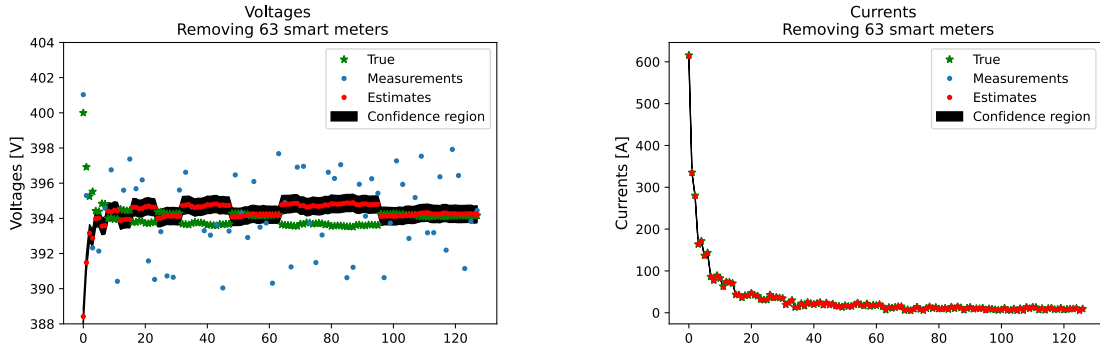 Voltages
Removing 63 smart meters
Voltages [V]
404
402
400
398
396
394
392
390
388
0
20
40
60
80
100
120
True
Measurements
Estimates
Confidence region
Currents
Removing 63 smart meters
Currents [A]
600
500
400
300
200
100
0
0
20
40
60
80
100
120
True
Measurements
Estimates
Confidence region